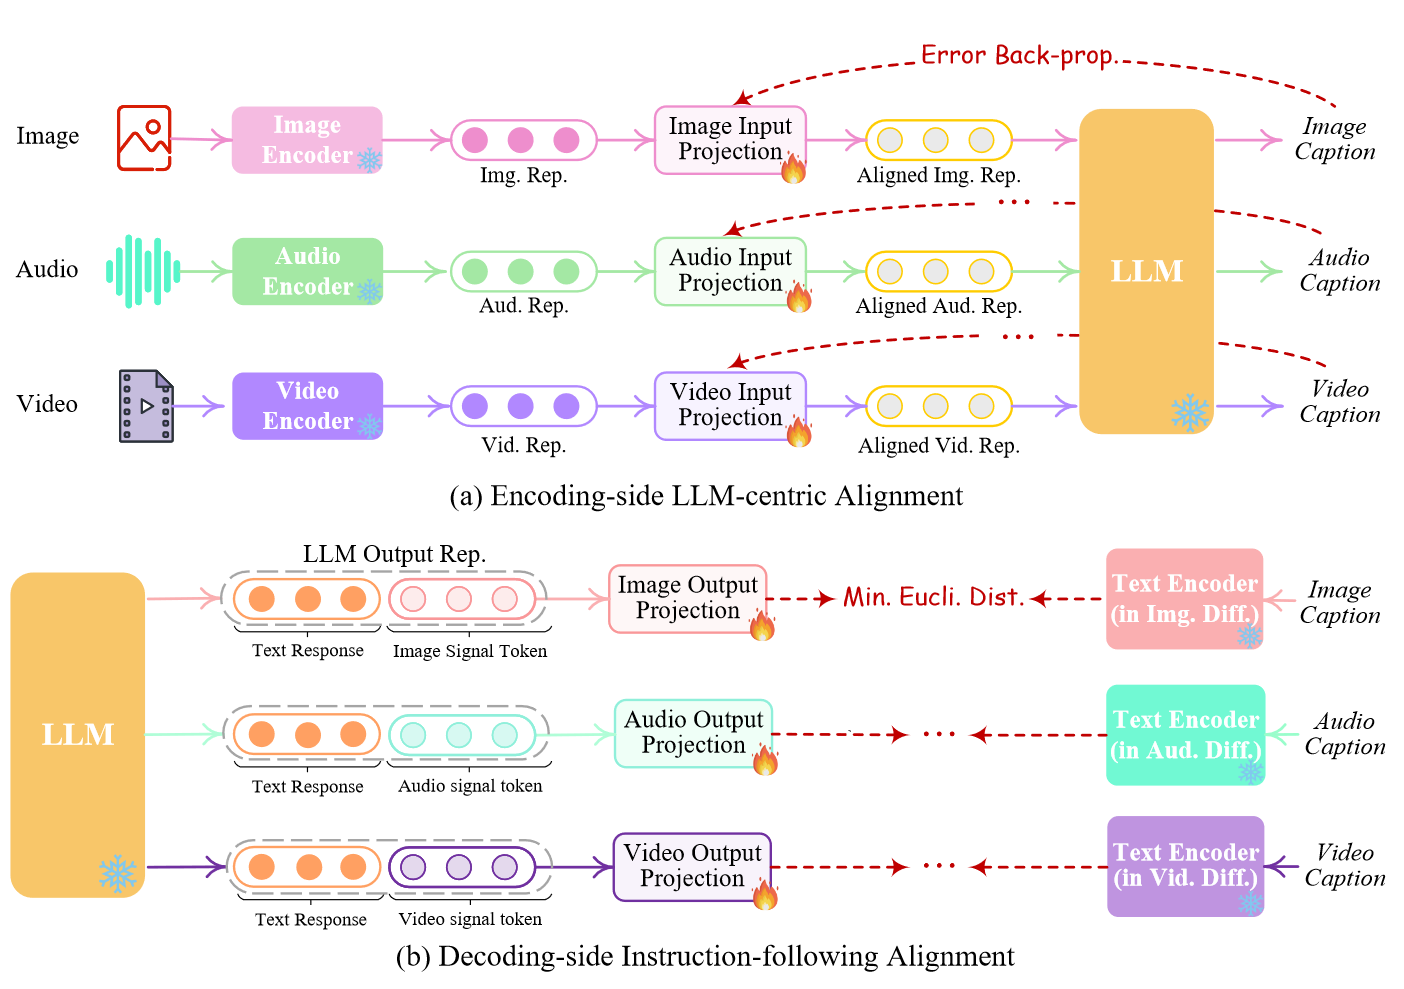 Error Back-prop.
Image
Image
Encoder
Img. Rep.
Image Input
Projection
Aligned Img. Rep.
Image
Caption
Audio
Audio
Encoder
Aud. Rep.
...
Audio Input
Projection
Aligned Aud. Rep.
LLM
Audio
Caption
Video
Video
Encoder
Vid. Rep.
...
Video Input
Projection
Aligned Vid. Rep.
Video
Caption
(a) Encoding-side LLM-centric Alignment
LLM Output Rep.
LLM
Text Response
Image Signal Token
Image Output
Projection
Min. Eucli. Dist.
Text Encoder
(in Img. Diff.)
Image
Caption
Text Response
Audio signal token
Audio Output
Projection
...
Text Encoder
(in Aud. Diff.)
Audio
Caption
Text Response
Video signal token
Video Output
Projection
...
Text Encoder
(in Vid. Diff.)
Video
Caption
(b) Decoding-side Instruction-following Alignment